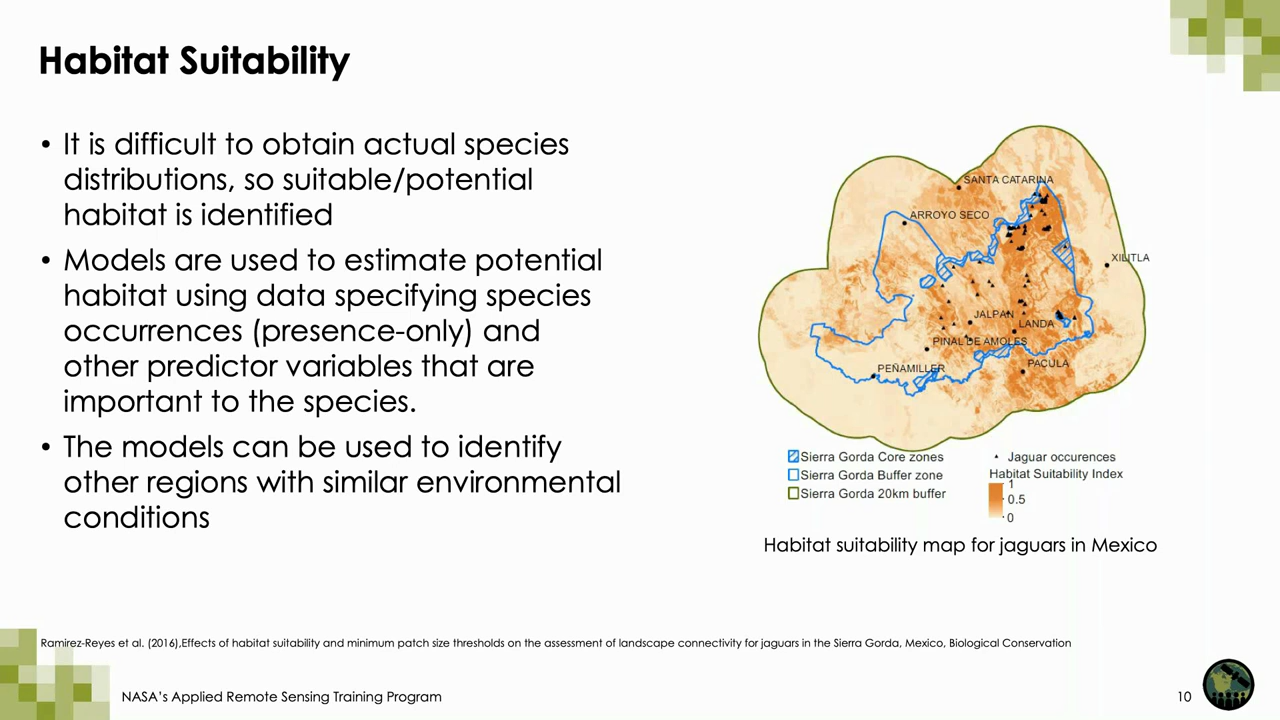 Habitat Suitability
• It is difficult to obtain actual species
distributions, so suitable/potential
habitat is identified
• Models are used to estimate potential
habitat using data specifying species
occurrences (presence-only) and
other predictor variables that are
important to the species.
• The models can be used to identify
other regions with similar environmental
conditions
SANTA CATARINA
ARROYO SECO
XILITLA
JALPAN
LANDA
PINAL DE AMOLES
PEÑAMILLER
PACULA
Sierra Gorda Core zones
Sierra Gorda Buffer zone
Sierra Gorda 20km buffer
Jaguar occurences
Habitat Suitability Index
1
0.5
0
Habitat suitability map for jaguars in Mexico
Ramirez-Reyes et al. (2016),Effects of habitat suitability and minimum patch size thresholds on the assessment of landscape connectivity for jaguars in the Sierra Gorda, Mexico, Biological Conservation
NASA's Applied Remote Sensing Training Program
10